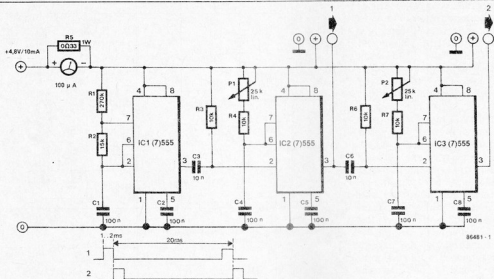 1
2
R5
0Ω33 1W
+4,8V/10mA
+ -
100 µA
0 +
0 +
R1
270k
R2
15k
4 8
7
6
2
IC1 (7)555
3
1 5
C1
100n
C2
100n
R3
10k
C3
10n
P1
25k
lin.
R4
10k
4 8
7
6
2
IC2 (7)555
3
1 5
C4
100n
C5
100n
R6
10k
C6
10n
P2
25k
lin.
R7
10k
4 8
7
6
2
IC3 (7)555
3
1 5
C7
100n
C8
100n
0
86461 - 1
1...2ms
20ms
1
2